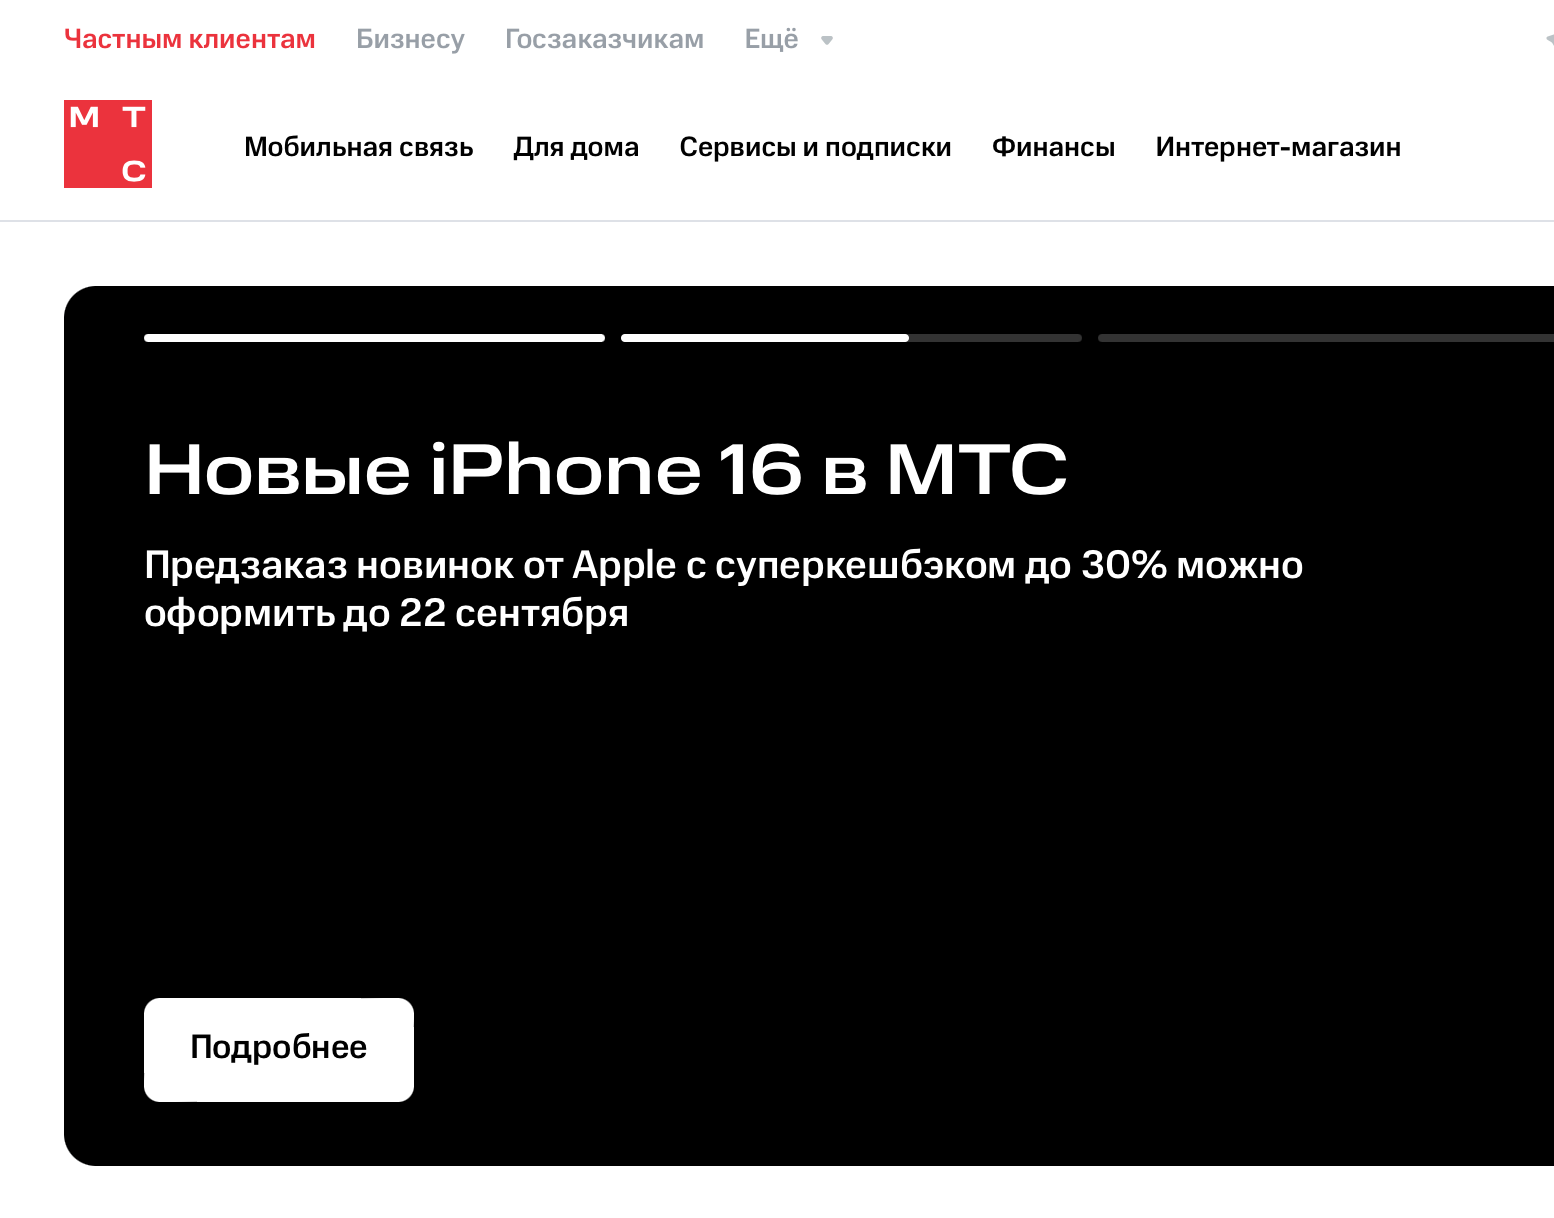 Частным клиентам Бизнесу Госзаказчикам Ещё
М Т
С
Мобильная связь Для дома Сервисы и подписки Финансы Интернет-магазин
Новые iPhone 16 в МТС
Предзаказ новинок от Apple с суперкешбэком до 30% можно
оформить до 22 сентября
Подробнее